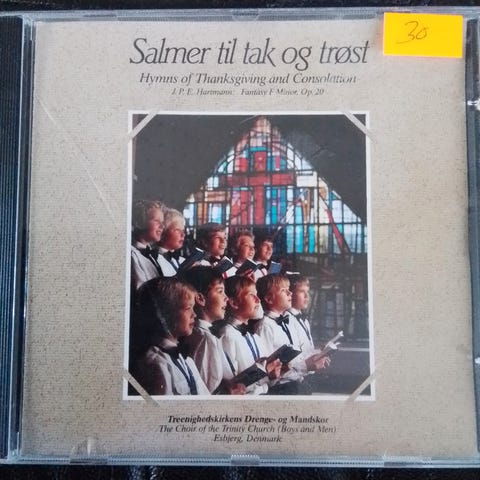 Salmer til tak og trøst
30
Hymns of Thanksgiving and Consolation
J. P. E. Hartmann: Fantasy F Minor, Op. 20
Treenighedskirkens Drenge- og Mandskor
The Choir of the Trinity Church (Boys and Men)
Esbjerg, Denmark